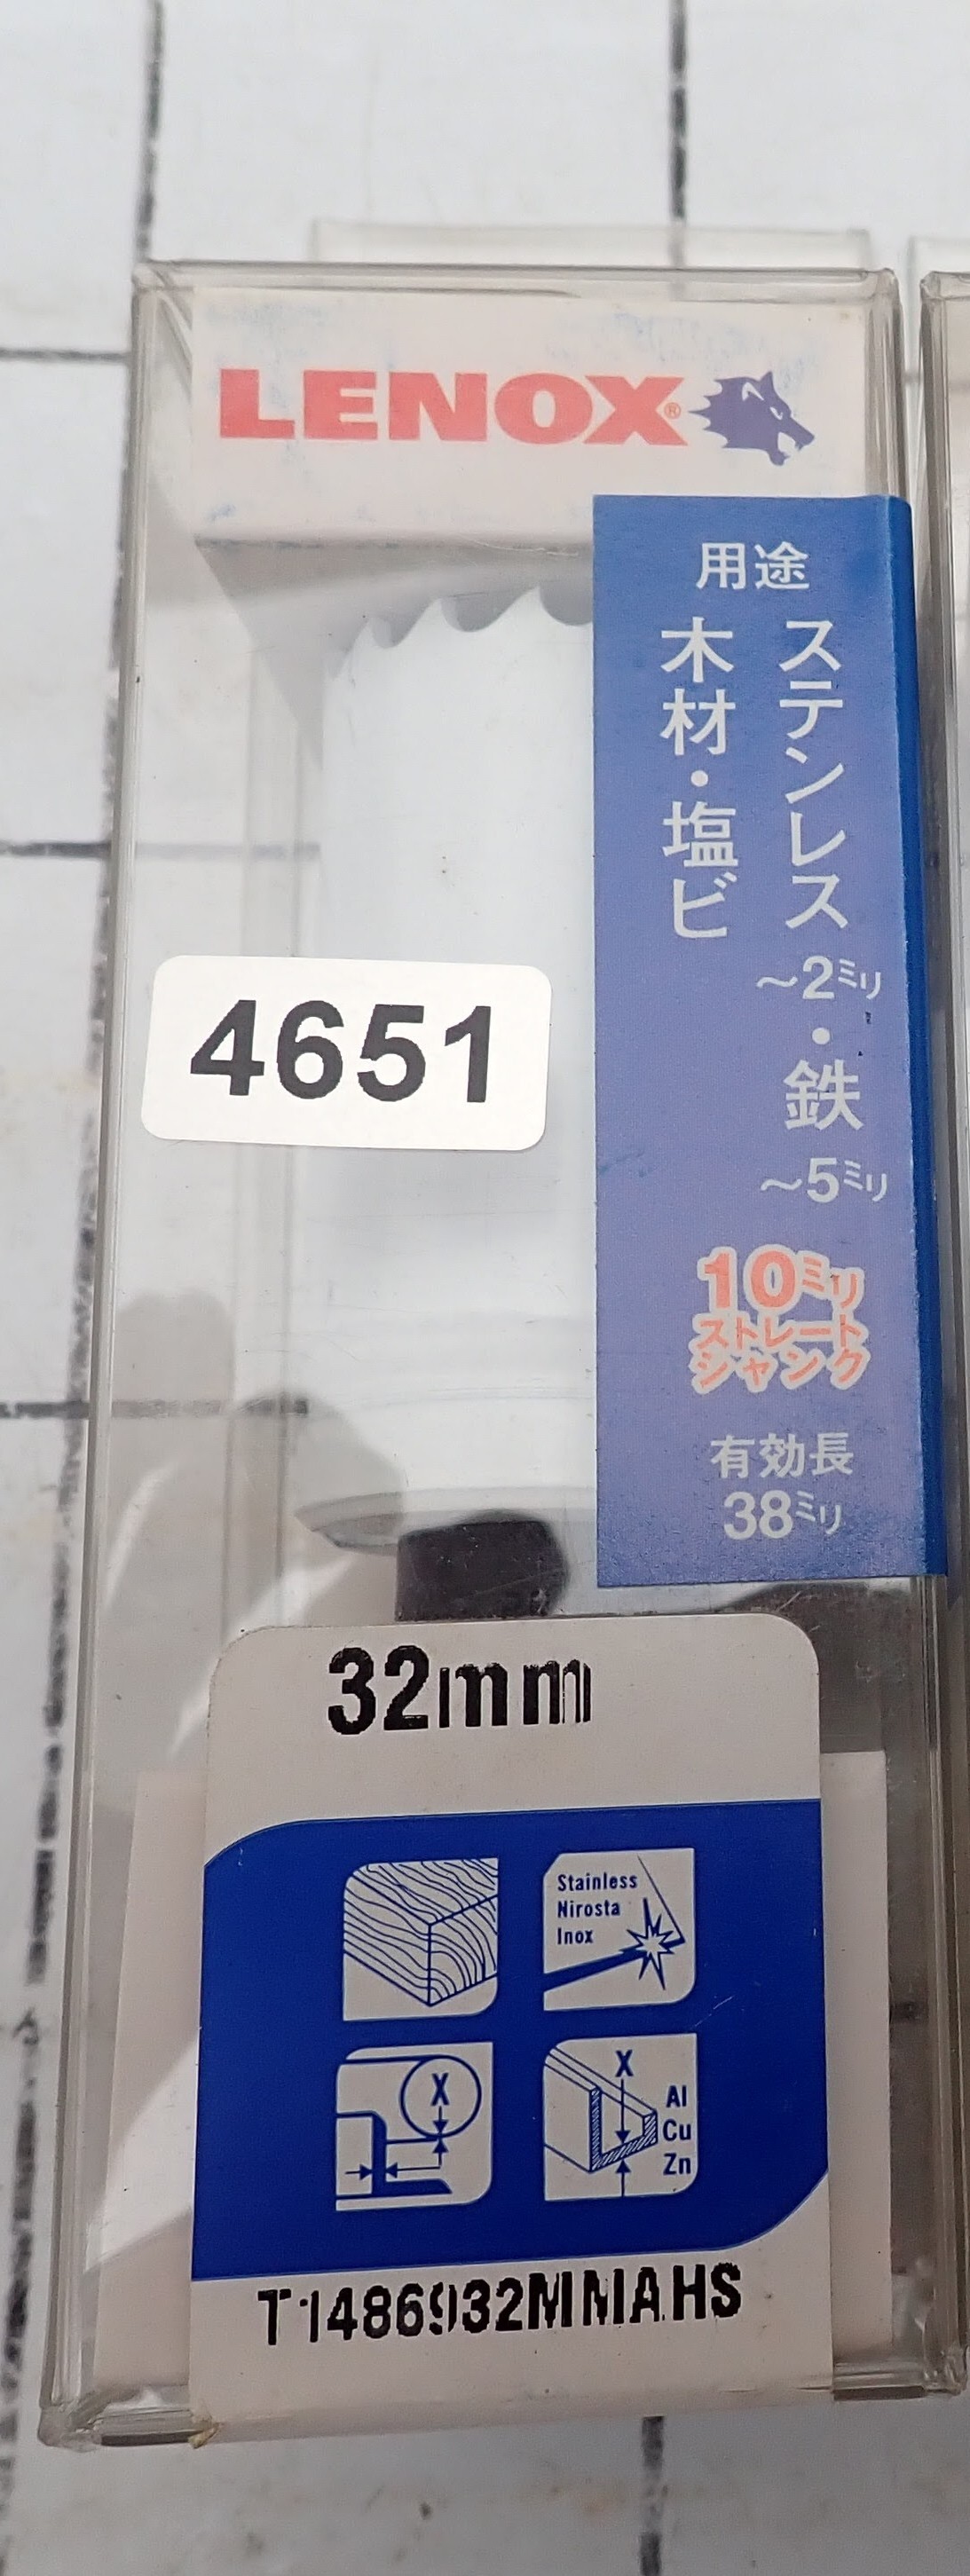 LENOX®
用途
ステンレス～2ミリ・鉄～5ミリ
木材・塩ビ
10ミリ
ストレート
シャンク
有効長
38ミリ
4651
32mm
Stainless
Nirosta
Inox
X
X
Al
Cu
Zn
T1486932MMAHS